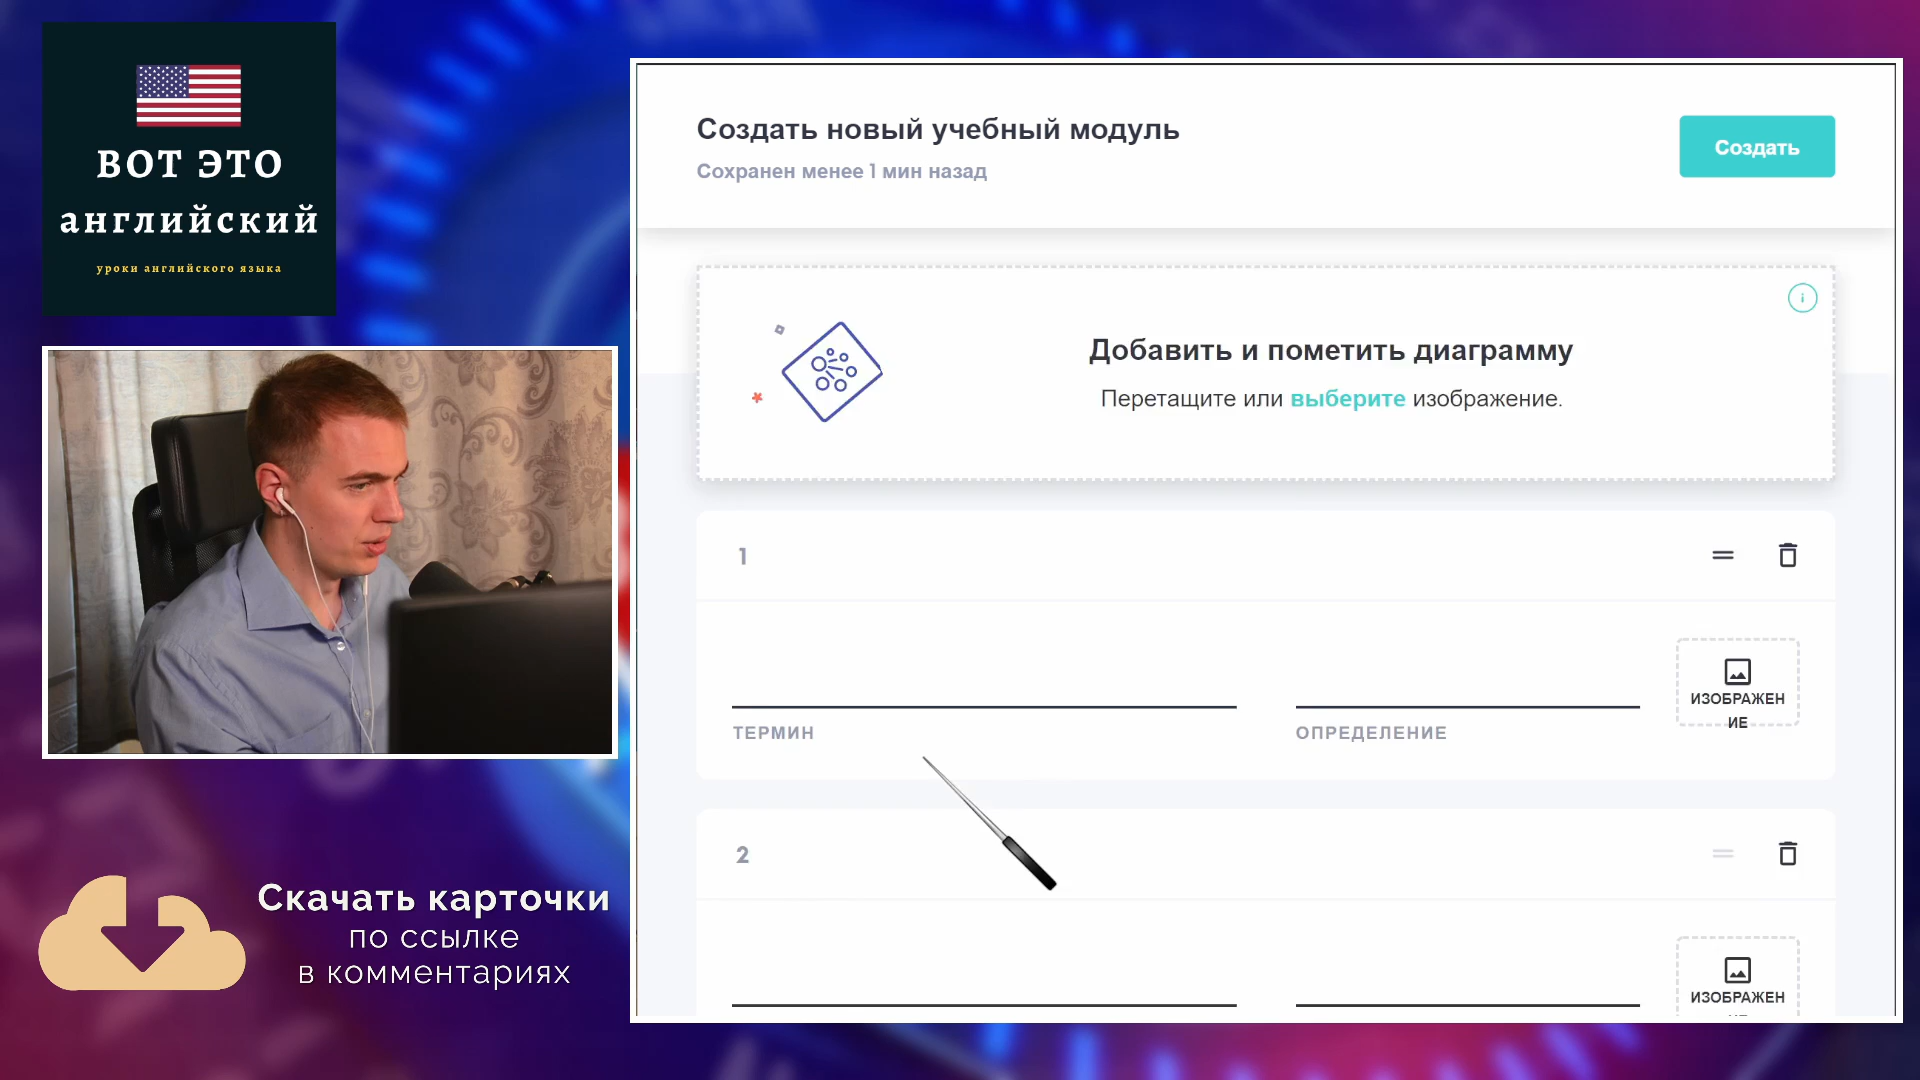 ВОТ ЭТО
английский
уроки английского языка
Скачать карточки
по ссылке
в комментариях
Создать новый учебный модуль
Сохранен менее 1 мин назад
Создать
Добавить и пометить диаграмму
Перетащите или выберите изображение.
1
ТЕРМИН
ОПРЕДЕЛЕНИЕ
ИЗОБРАЖЕН
ИЕ
2
ИЗОБРАЖЕН